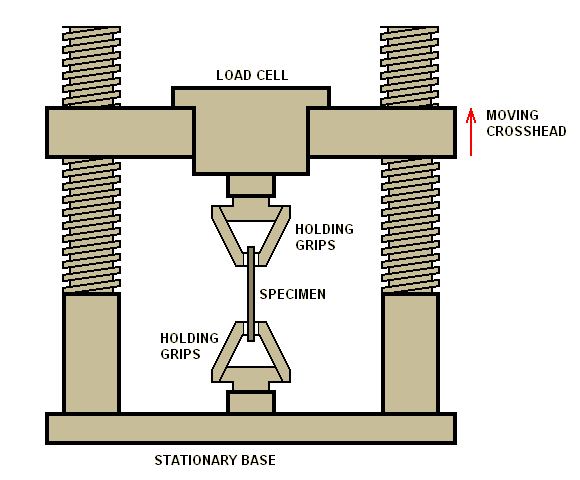 LOAD CELL
MOVING
CROSSHEAD
HOLDING
GRIPS
SPECIMEN
HOLDING
GRIPS
STATIONARY BASE